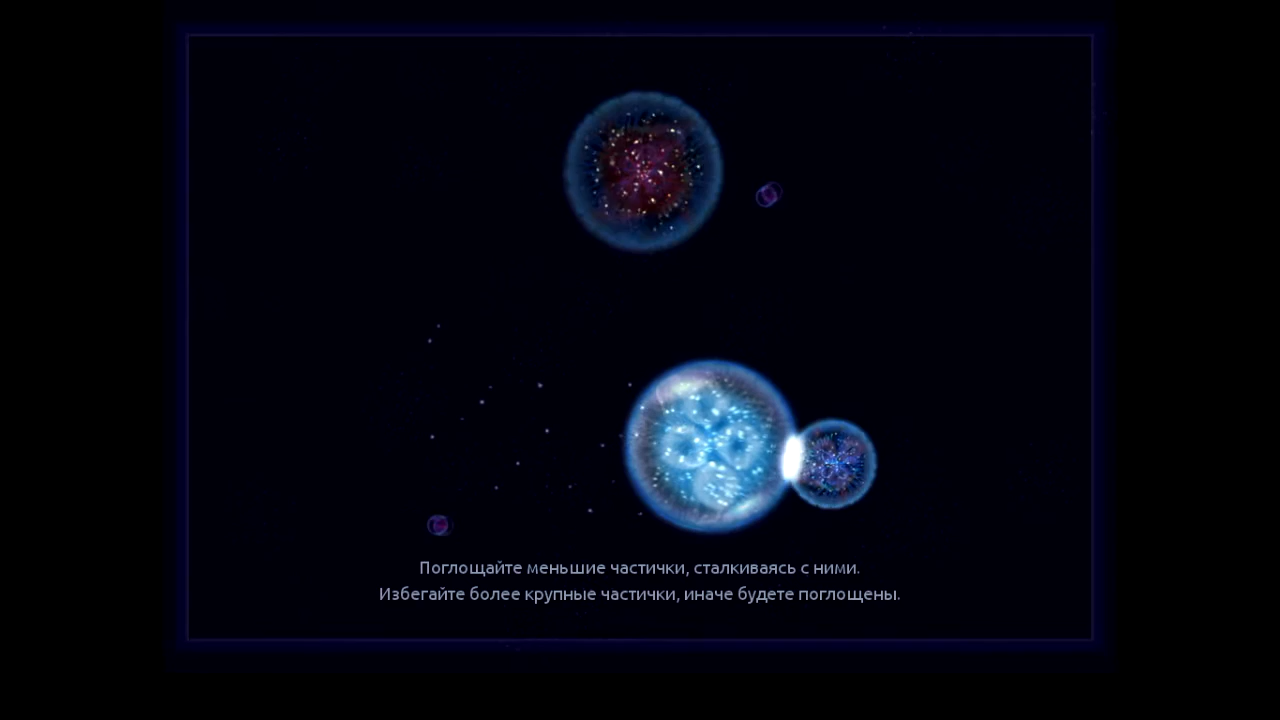 Поглощайте меньшие частички, сталкиваясь с ними.
Избегайте более крупные частички, иначе будете поглощены.